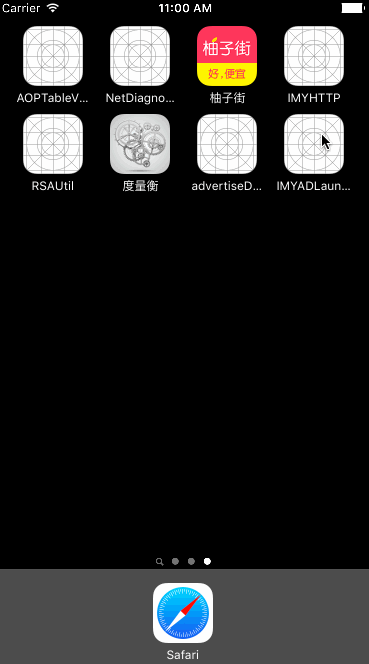 Carrier 11:00 AM
柚子街
好.便宜
AOPTableV... NetDiagno... 柚子街 IMYHTTP
RSAUtil 度量衡 advertiseD... IMYADLaun...
Safari